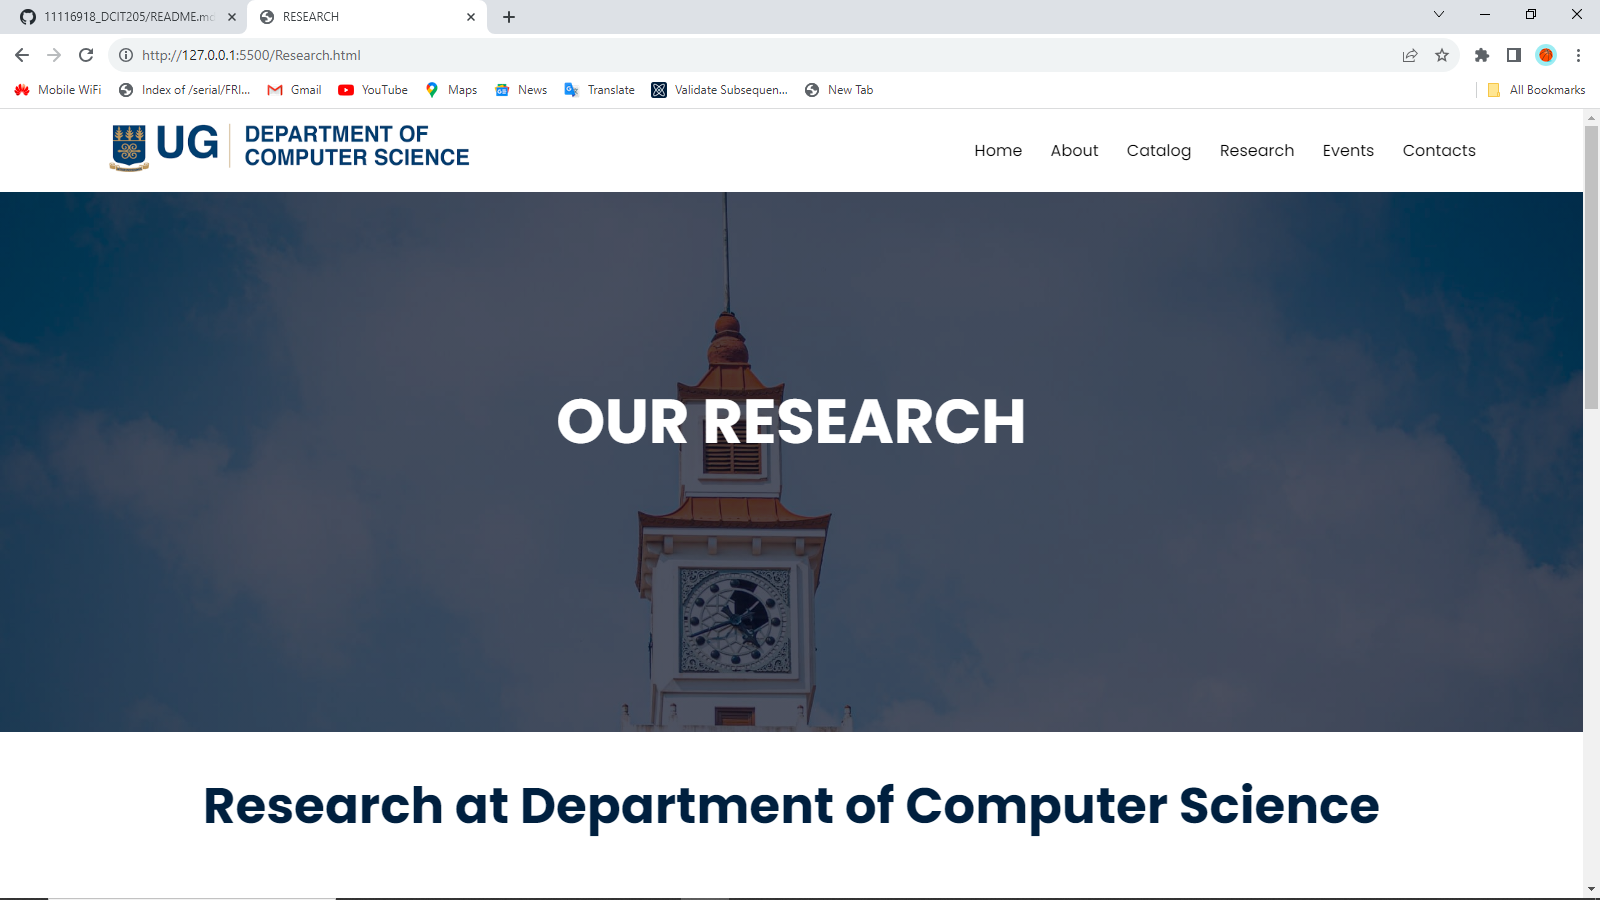 11116918_DCIT205/README.md
RESEARCH
http://127.0.0.1:5500/Research.html
Mobile WiFi
Index of /serial/FRI...
Gmail
YouTube
Maps
News
Translate
Validate Subsequen...
New Tab
All Bookmarks
UG
DEPARTMENT OF
COMPUTER SCIENCE
Home
About
Catalog
Research
Events
Contacts
OUR RESEARCH
Research at Department of Computer Science